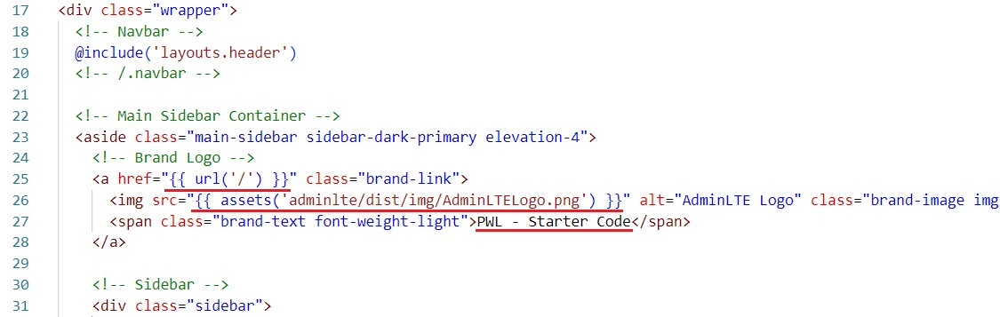 17 <div class="wrapper">
18 <!-- Navbar -->
19 @include('layouts.header')
20 <!-- /.navbar -->
21
22 <!-- Main Sidebar Container -->
23 <aside class="main-sidebar sidebar-dark-primary elevation-4">
24 <!-- Brand Logo -->
25 <a href="{{ url('/') }}" class="brand-link">
26 <img src="{{ assets('adminlte/dist/img/AdminLTELogo.png') }}" alt="AdminLTE Logo" class="brand-image img
27 <span class="brand-text font-weight-light">PWL - Starter Code</span>
28 </a>
29
30 <!-- Sidebar -->
31 <div class="sidebar">